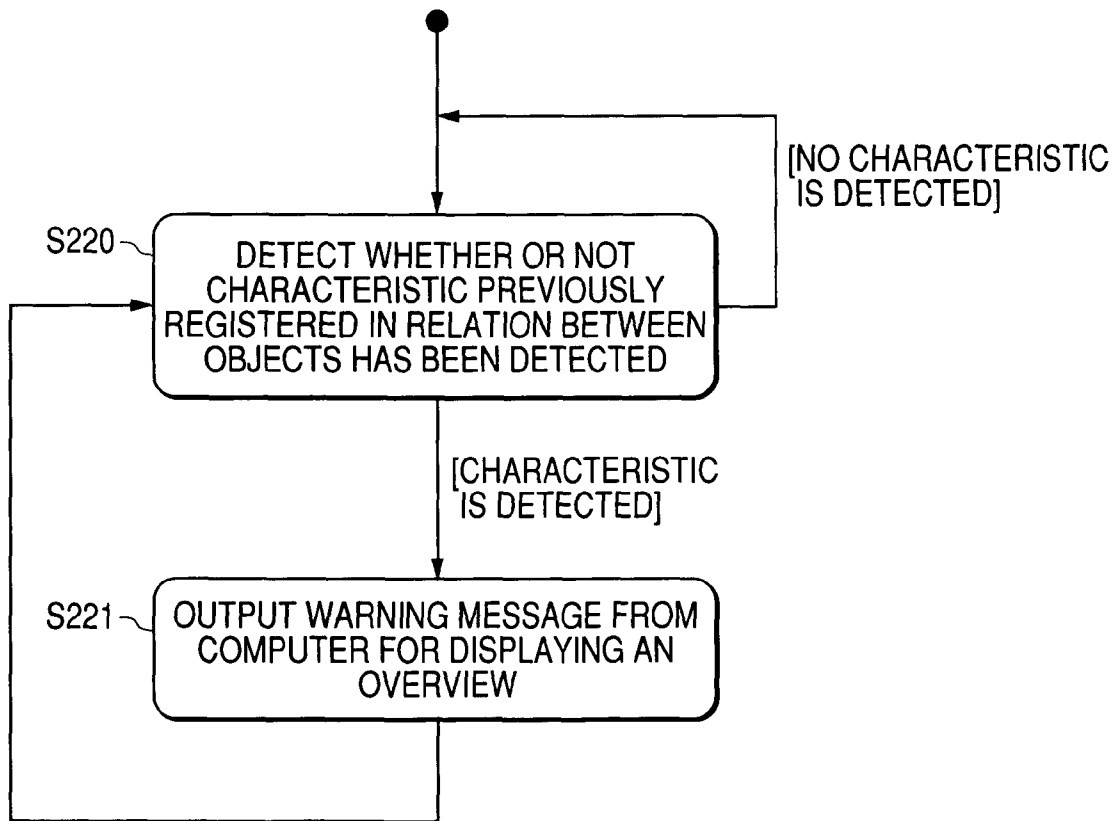 [NO CHARACTERISTIC
IS DETECTED]
S220
DETECT WHETHER OR NOT
CHARACTERISTIC PREVIOUSLY
REGISTERED IN RELATION BETWEEN
OBJECTS HAS BEEN DETECTED
[CHARACTERISTIC
IS DETECTED]
S221
OUTPUT WARNING MESSAGE FROM
COMPUTER FOR DISPLAYING AN
OVERVIEW